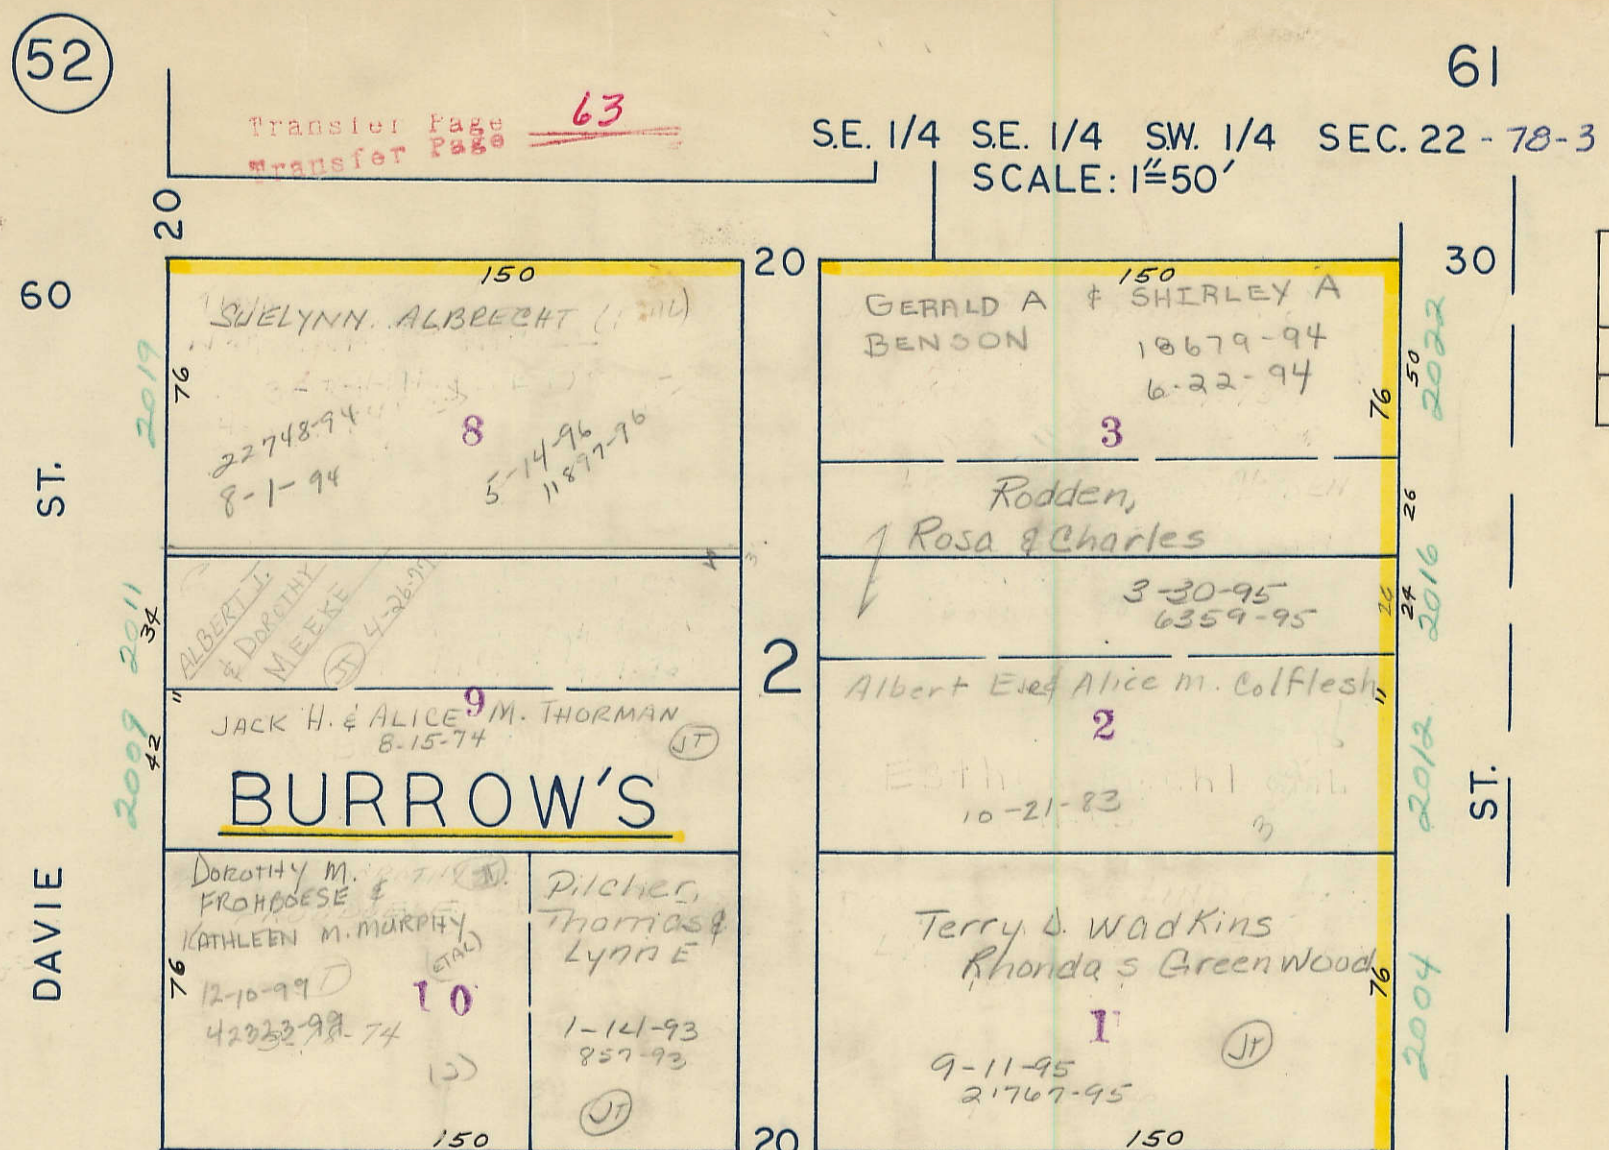 52
61
Transfer Page 63
Transfer Page
S.E. 1/4 S.E. 1/4 SW. 1/4 SEC. 22 - 78-3
SCALE: 1"=50'
20
20
30
60
150
150
SUELYNN ALBRECHT
GERALD A & SHIRLEY A
BENSON
18679-94
6-22-94
2019
76
22748-94
8-1-94
8
5-14-96
11897-96
3
76
50
2022
ST.
Rodden,
Rosa & Charles
26
3-30-95
6359-95
26
24
2016
2011
34
ALBERT J.
& DOROTHY
MEEKE
JT 4-26-77
2
9
JACK H. & ALICE M. THORMAN
8-15-74
JT
"
2009
42
Albert & Alice M. Colflesh
"
2
10-21-83
3
2012
ST.
BURROW'S
DAVIE
DOROTHY M.
FROHBOESE &
KATHLEEN M. MURPHY
(ETAL)
76
12-10-99
10
Pilcher,
Thomas &
Lynn E
1-14-93
857-93
JT
Terry D. Wadkins
Rhonda S Greenwood
76
2004
1
JT
9-11-95
21767-95
150
20
150